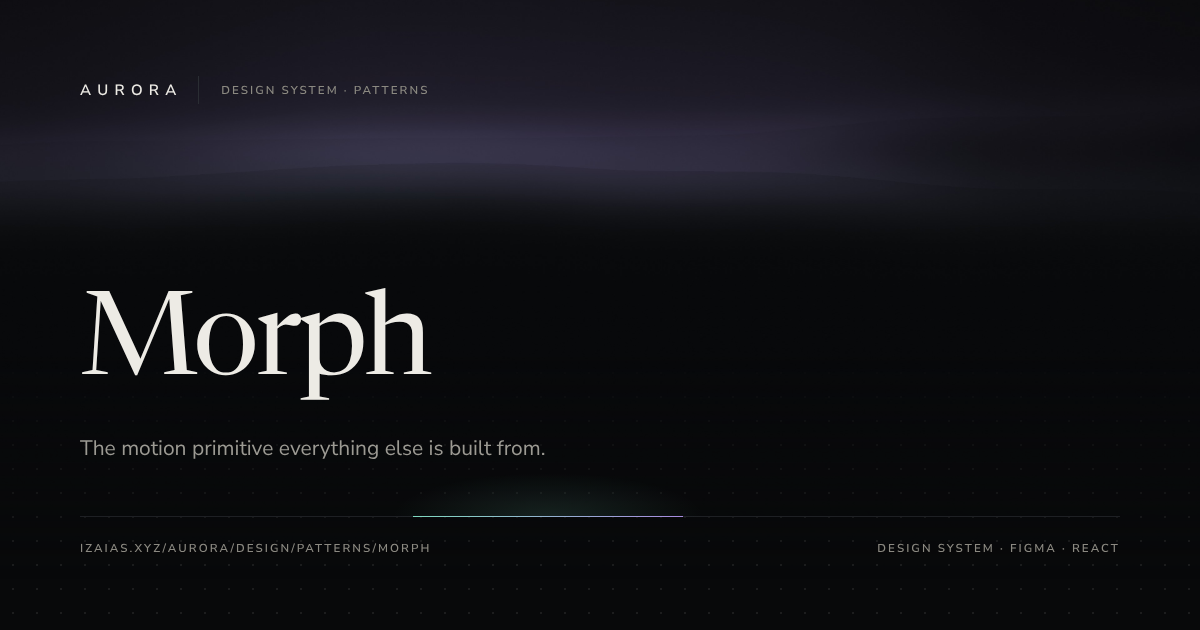 AURORA
DESIGN SYSTEM · PATTERNS
Morph
The motion primitive everything else is built from.
IZAIAS.XYZ/AURORA/DESIGN/PATTERNS/MORPH
DESIGN SYSTEM · FIGMA · REACT